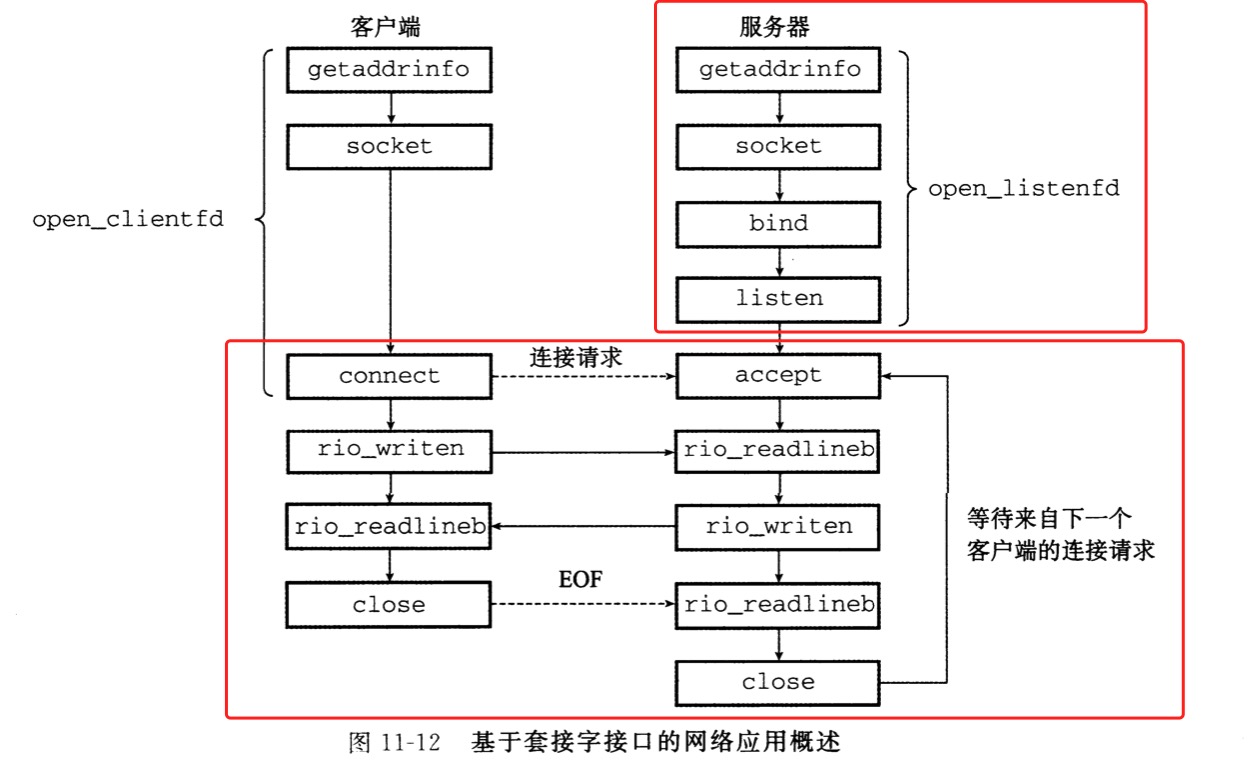 客户端
服务器
getaddrinfo
getaddrinfo
socket
socket
open_clientfd
open_listenfd
bind
listen
连接请求
connect
accept
rio_writen
rio_readlineb
rio_readlineb
rio_writen
等待来自下一个
客户端的连接请求
EOF
close
rio_readlineb
close
图 11-12 基于套接字接口的网络应用概述